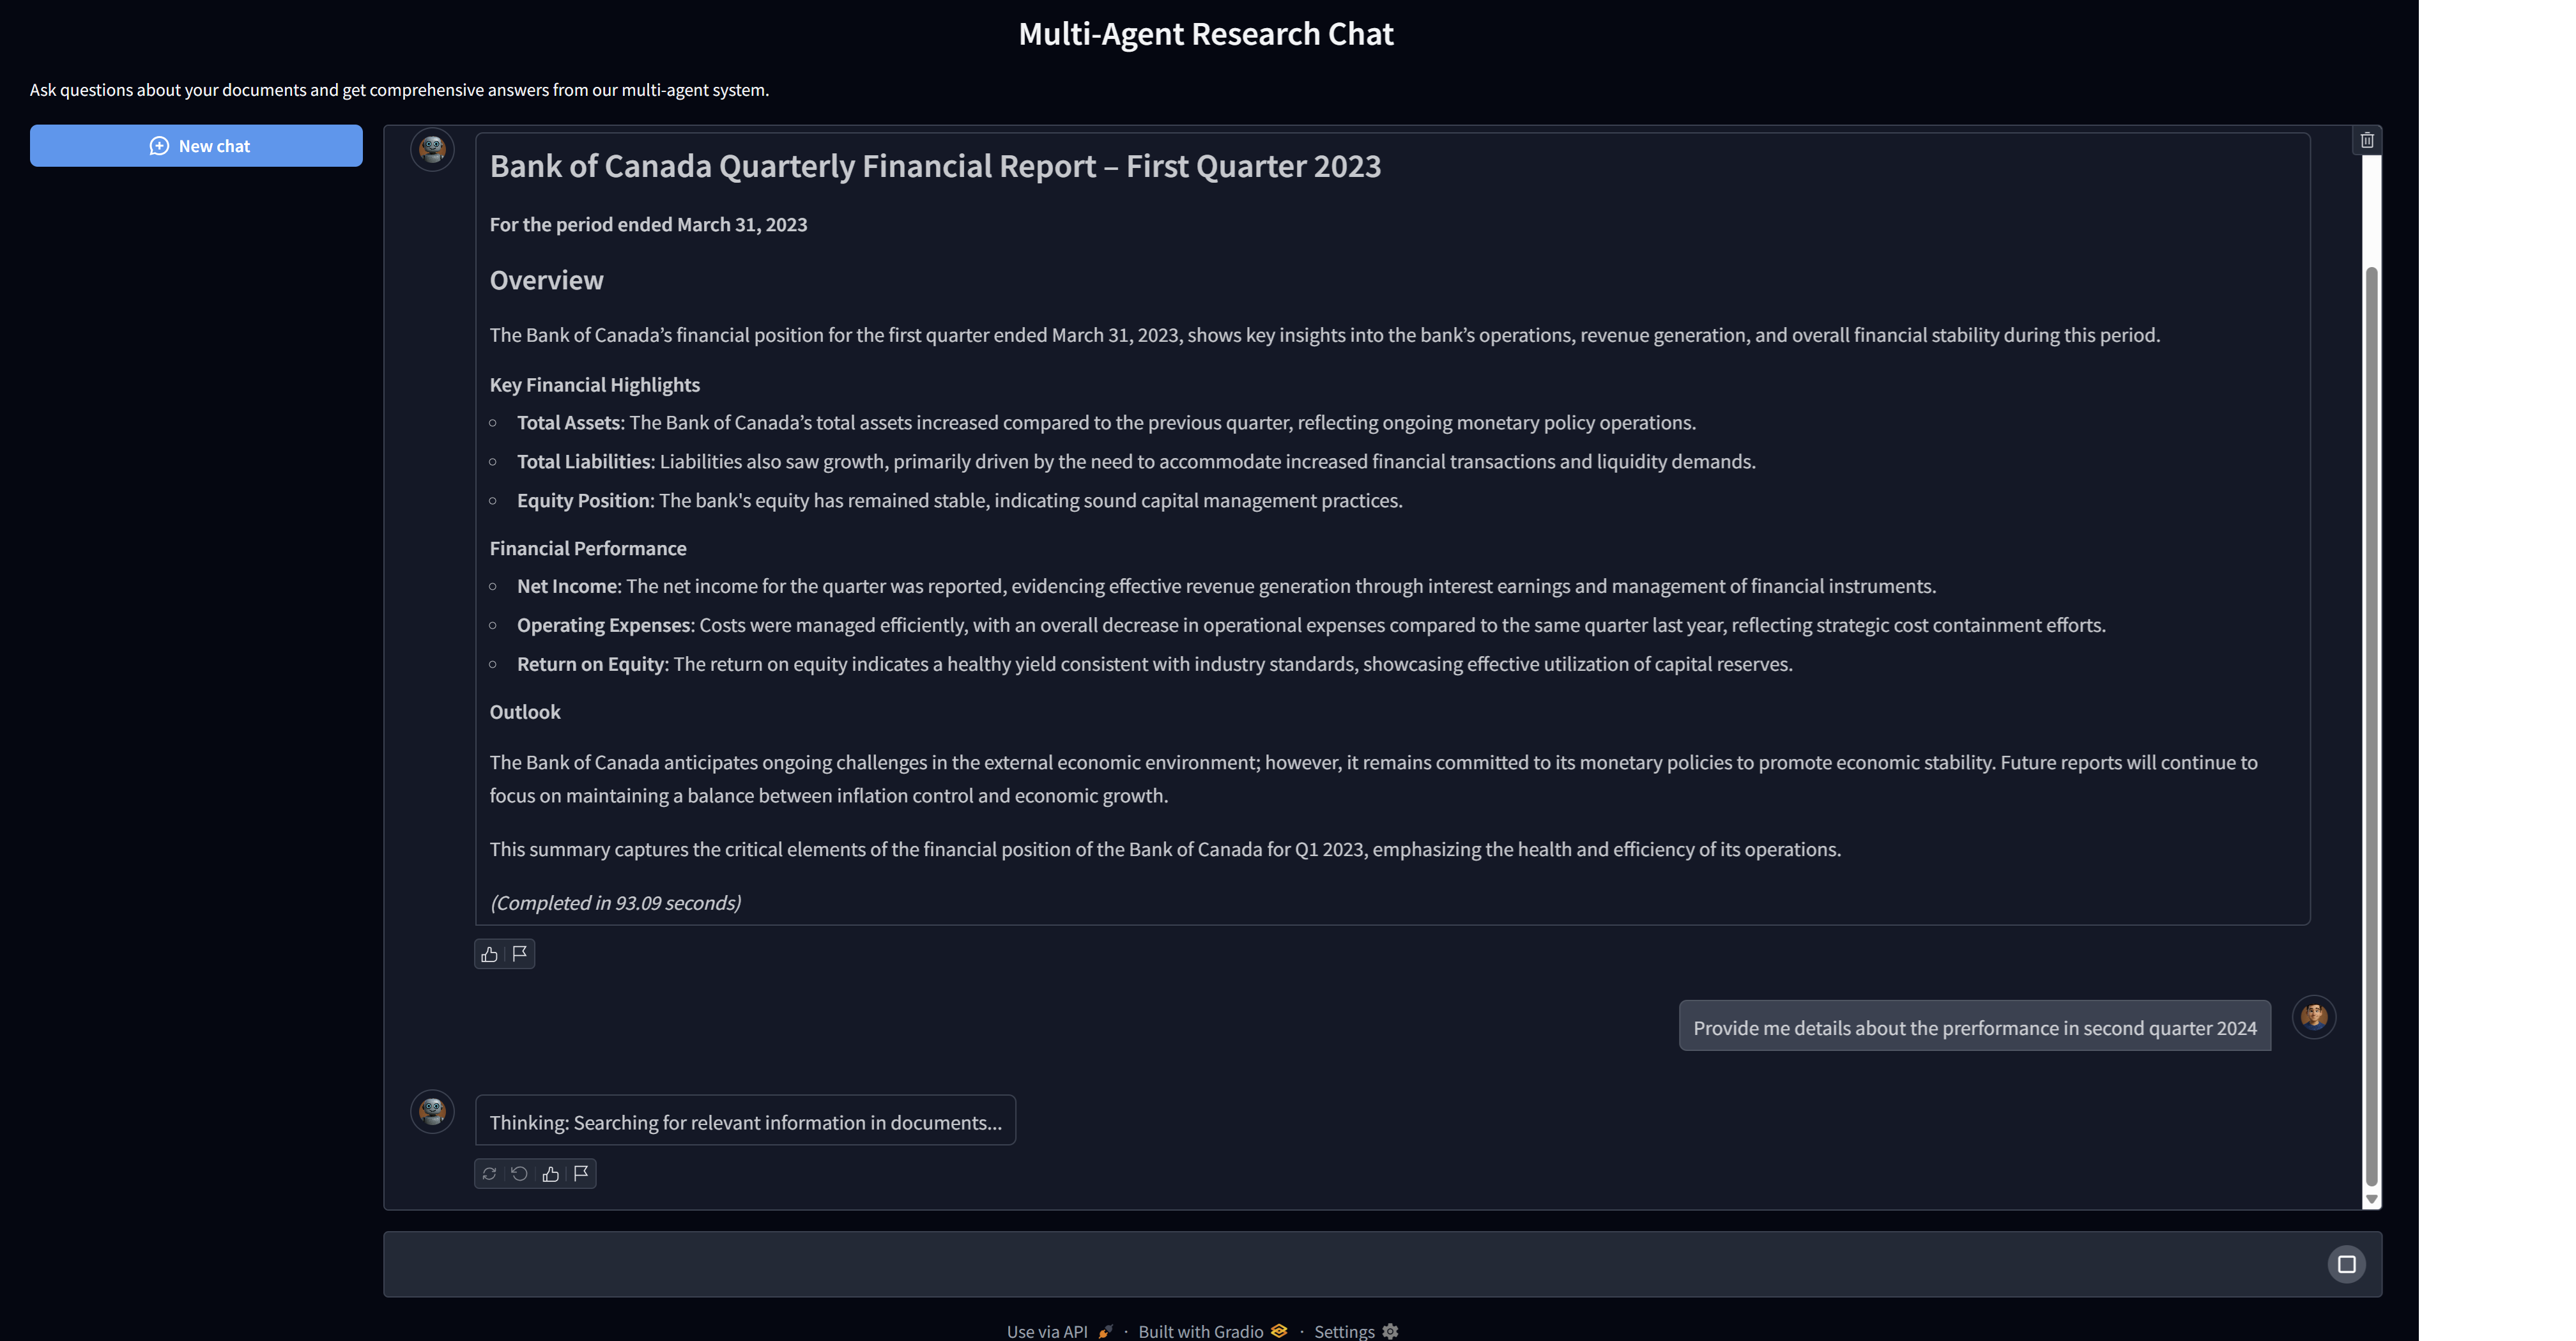 Multi-Agent Research Chat
Ask questions about your documents and get comprehensive answers from our multi-agent system.
New chat
Bank of Canada Quarterly Financial Report – First Quarter 2023
For the period ended March 31, 2023
Overview
The Bank of Canada’s financial position for the first quarter ended March 31, 2023, shows key insights into the bank’s operations, revenue generation, and overall financial stability during this period.
Key Financial Highlights
Total Assets: The Bank of Canada’s total assets increased compared to the previous quarter, reflecting ongoing monetary policy operations.
Total Liabilities: Liabilities also saw growth, primarily driven by the need to accommodate increased financial transactions and liquidity demands.
Equity Position: The bank's equity has remained stable, indicating sound capital management practices.
Financial Performance
Net Income: The net income for the quarter was reported, evidencing effective revenue generation through interest earnings and management of financial instruments.
Operating Expenses: Costs were managed efficiently, with an overall decrease in operational expenses compared to the same quarter last year, reflecting strategic cost containment efforts.
Return on Equity: The return on equity indicates a healthy yield consistent with industry standards, showcasing effective utilization of capital reserves.
Outlook
The Bank of Canada anticipates ongoing challenges in the external economic environment; however, it remains committed to its monetary policies to promote economic stability. Future reports will continue to
focus on maintaining a balance between inflation control and economic growth.
This summary captures the critical elements of the financial position of the Bank of Canada for Q1 2023, emphasizing the health and efficiency of its operations.
(Completed in 93.09 seconds)
Provide me details about the prerformance in second quarter 2024
Thinking: Searching for relevant information in documents...
Use via API · Built with Gradio · Settings